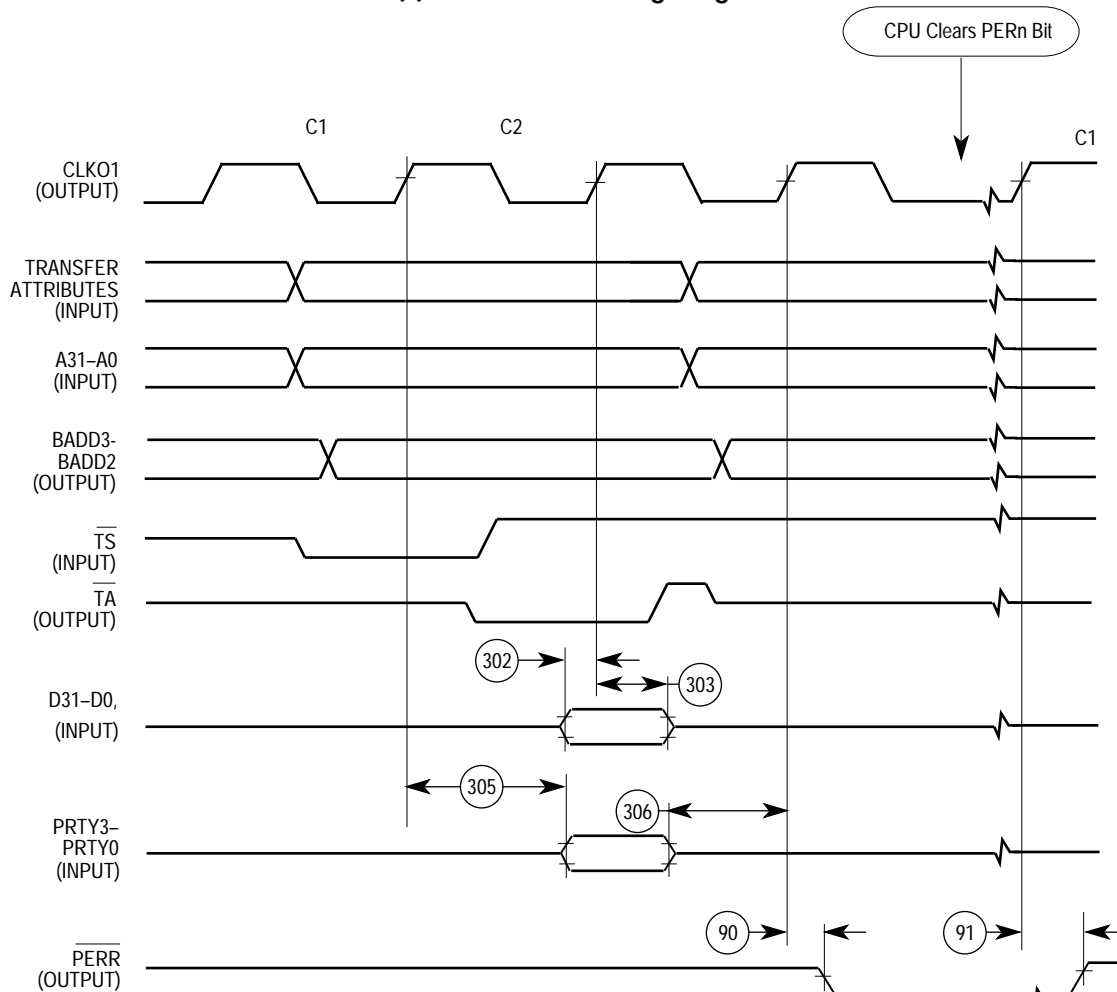 CPU Clears PERn Bit
C1
C2
C1
CLKO1
(OUTPUT)
TRANSFER
ATTRIBUTES
(INPUT)
A31–A0
(INPUT)
BADD3-
BADD2
(OUTPUT)
TS
(INPUT)
TA
(OUTPUT)
302
303
D31–D0,
(INPUT)
305
306
PRTY3–
PRTY0
(INPUT)
90
91
PERR
(OUTPUT)